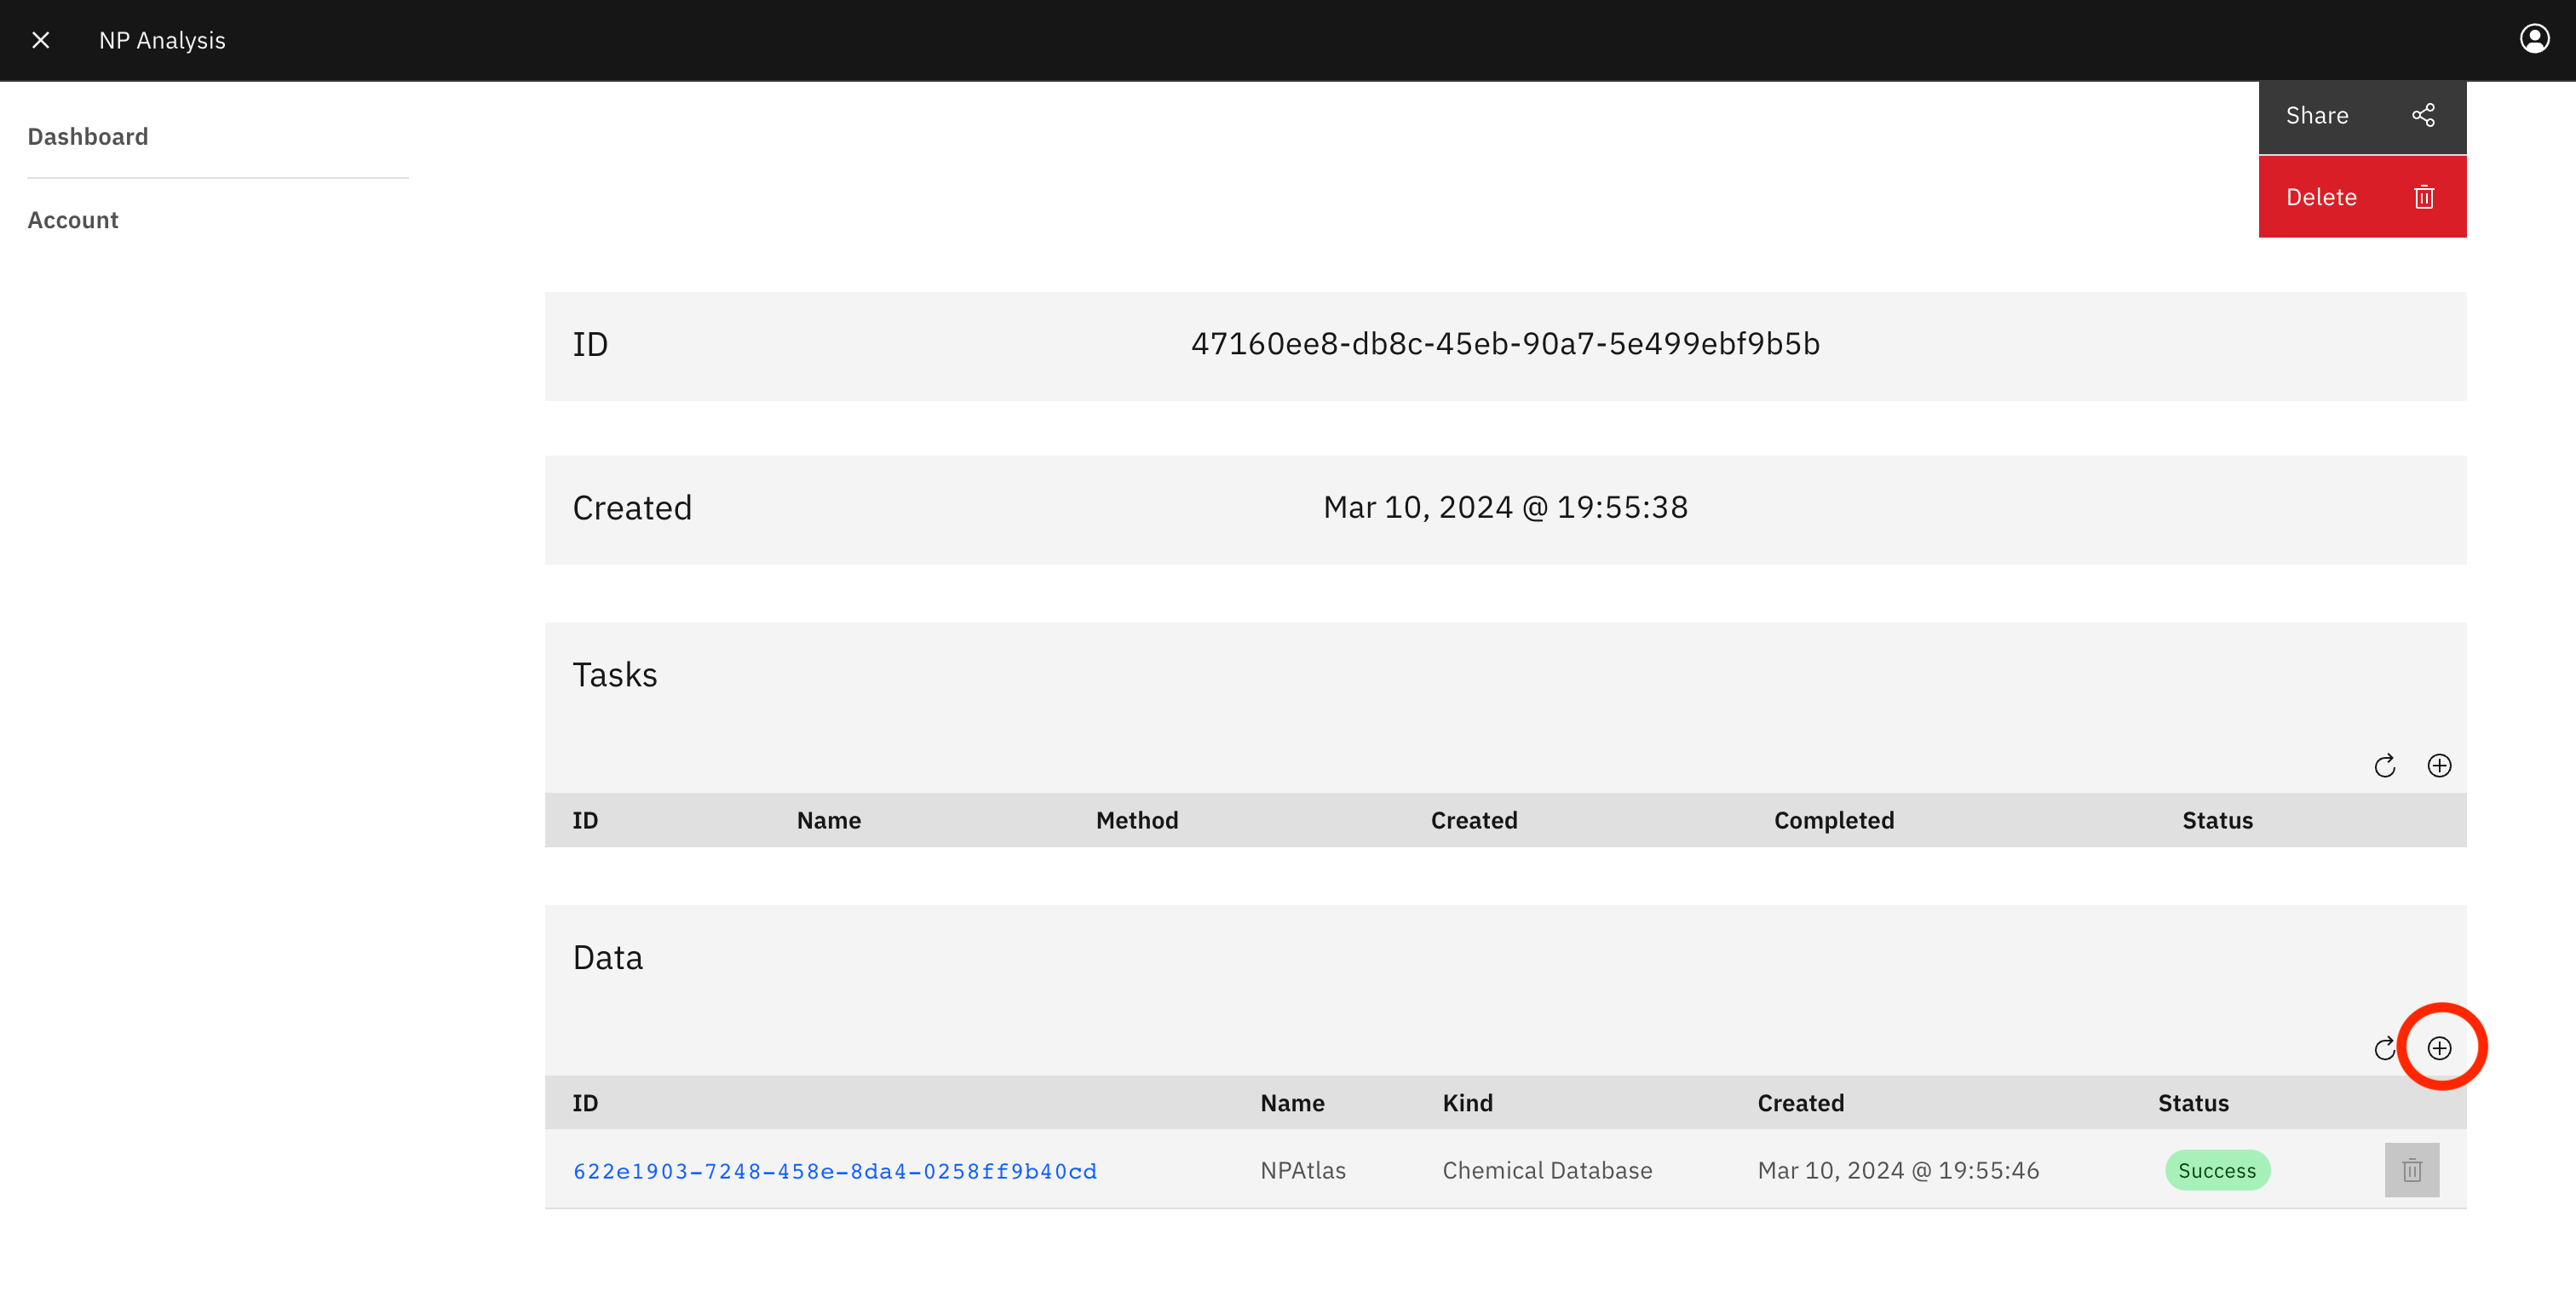 NP Analysis
Dashboard
Account
Share
Delete
ID 47160ee8-db8c-45eb-90a7-5e499ebf9b5b
Created Mar 10, 2024 @ 19:55:38
Tasks
ID Name Method Created Completed Status
Data
ID Name Kind Created Status
622e1903-7248-458e-8da4-0258ff9b40cd NPAtlas Chemical Database Mar 10, 2024 @ 19:55:46 Success